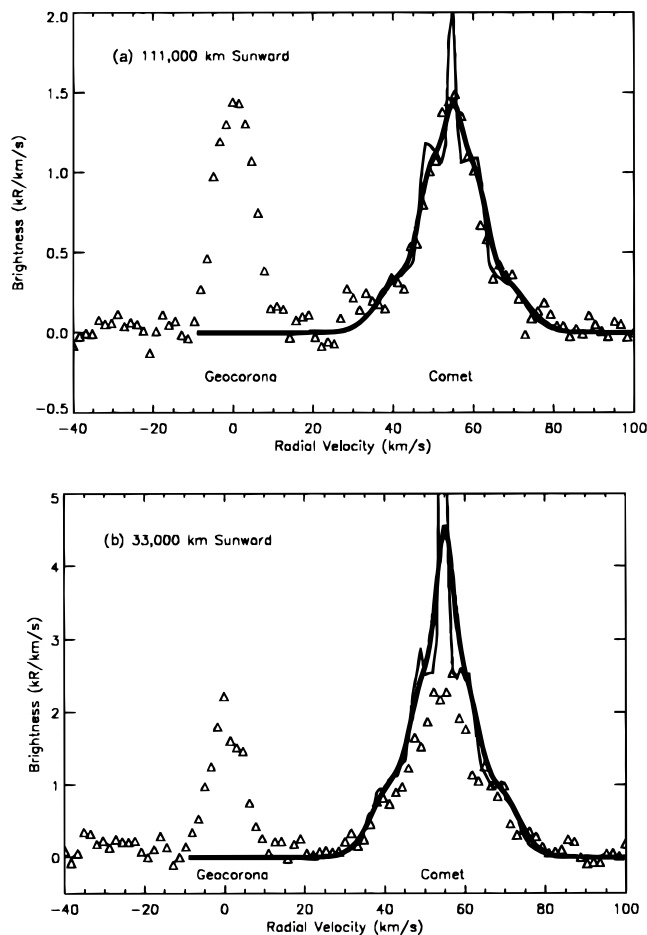 2.0
(a) 111,000 km Sunward
1.5
1.0
0.5
0.0
-0.5
Brightness (kR/km/s)
Geocorona Comet
-40 -20 0 20 40 60 80 100
Radial Velocity (km/s)
5
(b) 33,000 km Sunward
4
3
2
1
0
Brightness (kR/km/s)
Geocorona Comet
-40 -20 0 20 40 60 80 100
Radial Velocity (km/s)